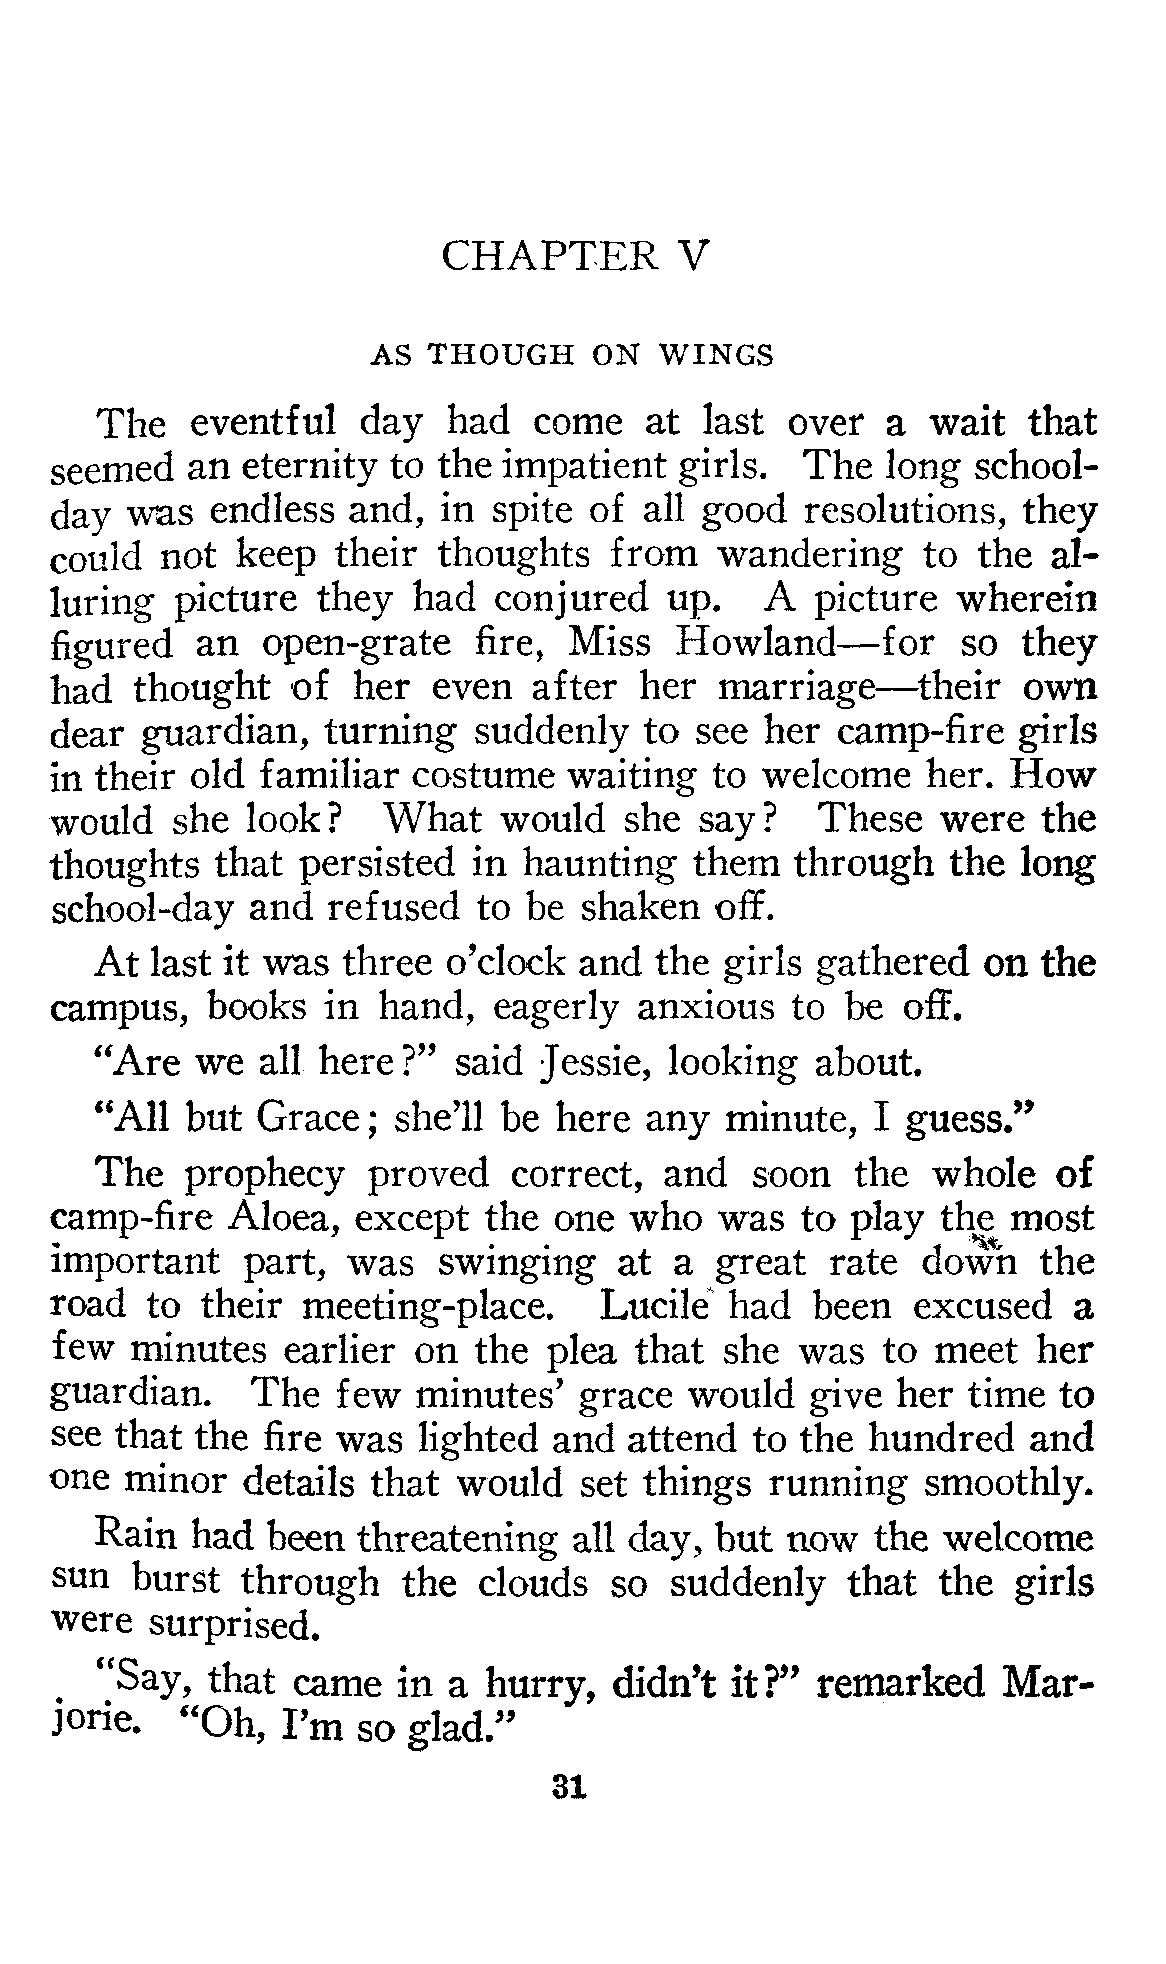 CHAPTER V
AS THOUGH ON WINGS
The eventful day had come at last over a wait that
seemed an eternity to the impatient girls. The long school-
day was endless and, in spite of all good resolutions, they
could not keep their thoughts from wandering to the al-
luring picture they had conjured up. A picture wherein
figured an open-grate fire, Miss Howland—for so they
had thought of her even after her marriage—their own
dear guardian, turning suddenly to see her camp-fire girls
in their old familiar costume waiting to welcome her. How
would she look? What would she say? These were the
thoughts that persisted in haunting them through the long
school-day and refused to be shaken off.
At last it was three o'clock and the girls gathered on the
campus, books in hand, eagerly anxious to be off.
"Are we all here?" said Jessie, looking about.
"All but Grace; she'll be here any minute, I guess."
The prophecy proved correct, and soon the whole of
camp-fire Aloea, except the one who was to play the most
important part, was swinging at a great rate down the
road to their meeting-place. Lucile had been excused a
few minutes earlier on the plea that she was to meet her
guardian. The few minutes' grace would give her time to
see that the fire was lighted and attend to the hundred and
one minor details that would set things running smoothly.
Rain had been threatening all day, but now the welcome
sun burst through the clouds so suddenly that the girls
were surprised.
"Say, that came in a hurry, didn't it?" remarked Mar-
jorie. "Oh, I'm so glad."
31